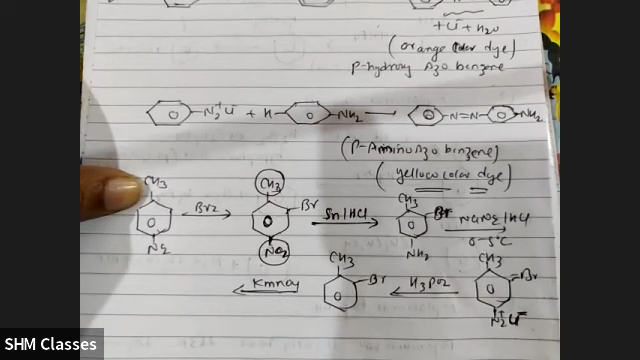 + Cl⁻ + H2O
(orange color dye)
P-hydroxy Azo benzene
N2⁺Cl⁻ + H NH2 → N=N NH2
(P-Amino Azo benzene)
(yellow color dye)
CH3 CH3 CH3
Br2 Br Sn/HCl Br NaNO2/HCl
0-5°C
NO2 NO2 NH2
CH3 CH3
KmnO4 Br H3PO2 Br
N2⁺Cl⁻
SHM Classes